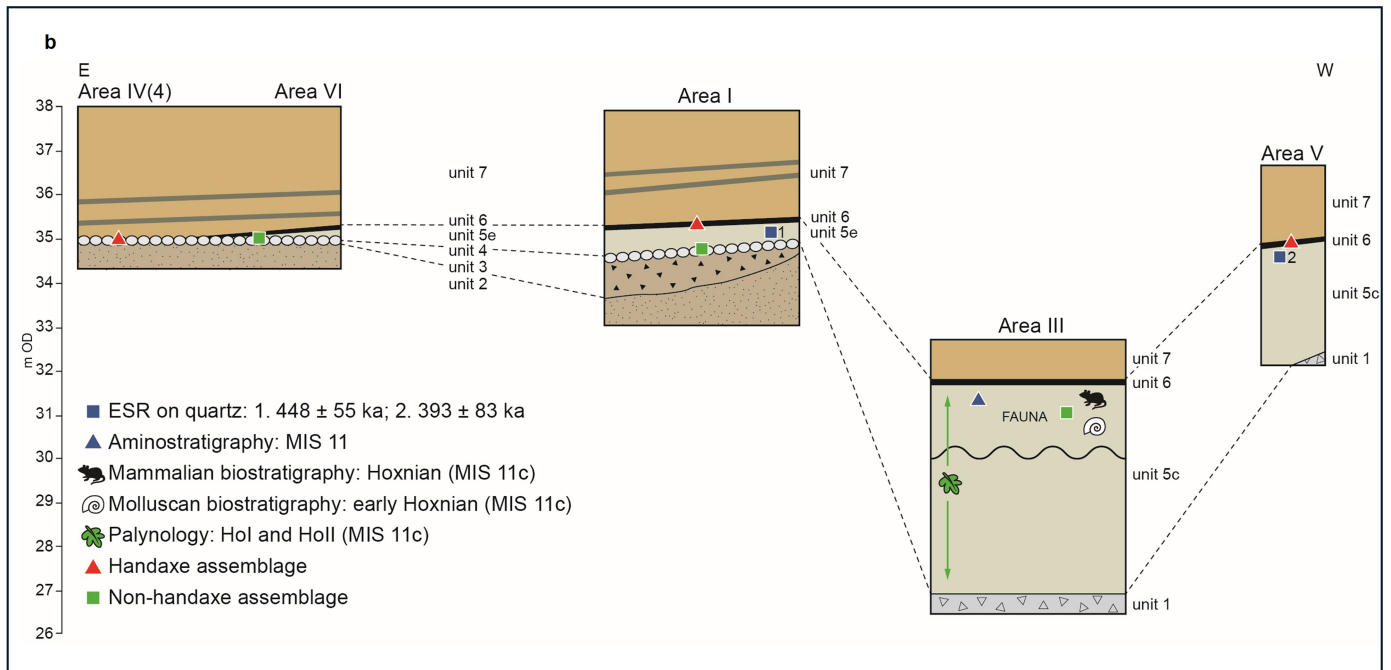 b
E
W
Area IV(4)
Area VI
Area I
Area V
Area III
38
37
36
35
34
33
32
31
30
29
28
27
26
m OD
unit 7
unit 6
unit 5e
unit 4
unit 3
unit 2
1
unit 7
unit 6
unit 5e
FAUNA
unit 7
unit 6
unit 5c
unit 1
2
unit 7
unit 6
unit 5c
unit 1
ESR on quartz: 1. 448 ± 55 ka; 2. 393 ± 83 ka
Aminostratigraphy: MIS 11
Mammalian biostratigraphy: Hoxnian (MIS 11c)
Molluscan biostratigraphy: early Hoxnian (MIS 11c)
Palynology: HoI and HoII (MIS 11c)
Handaxe assemblage
Non-handaxe assemblage